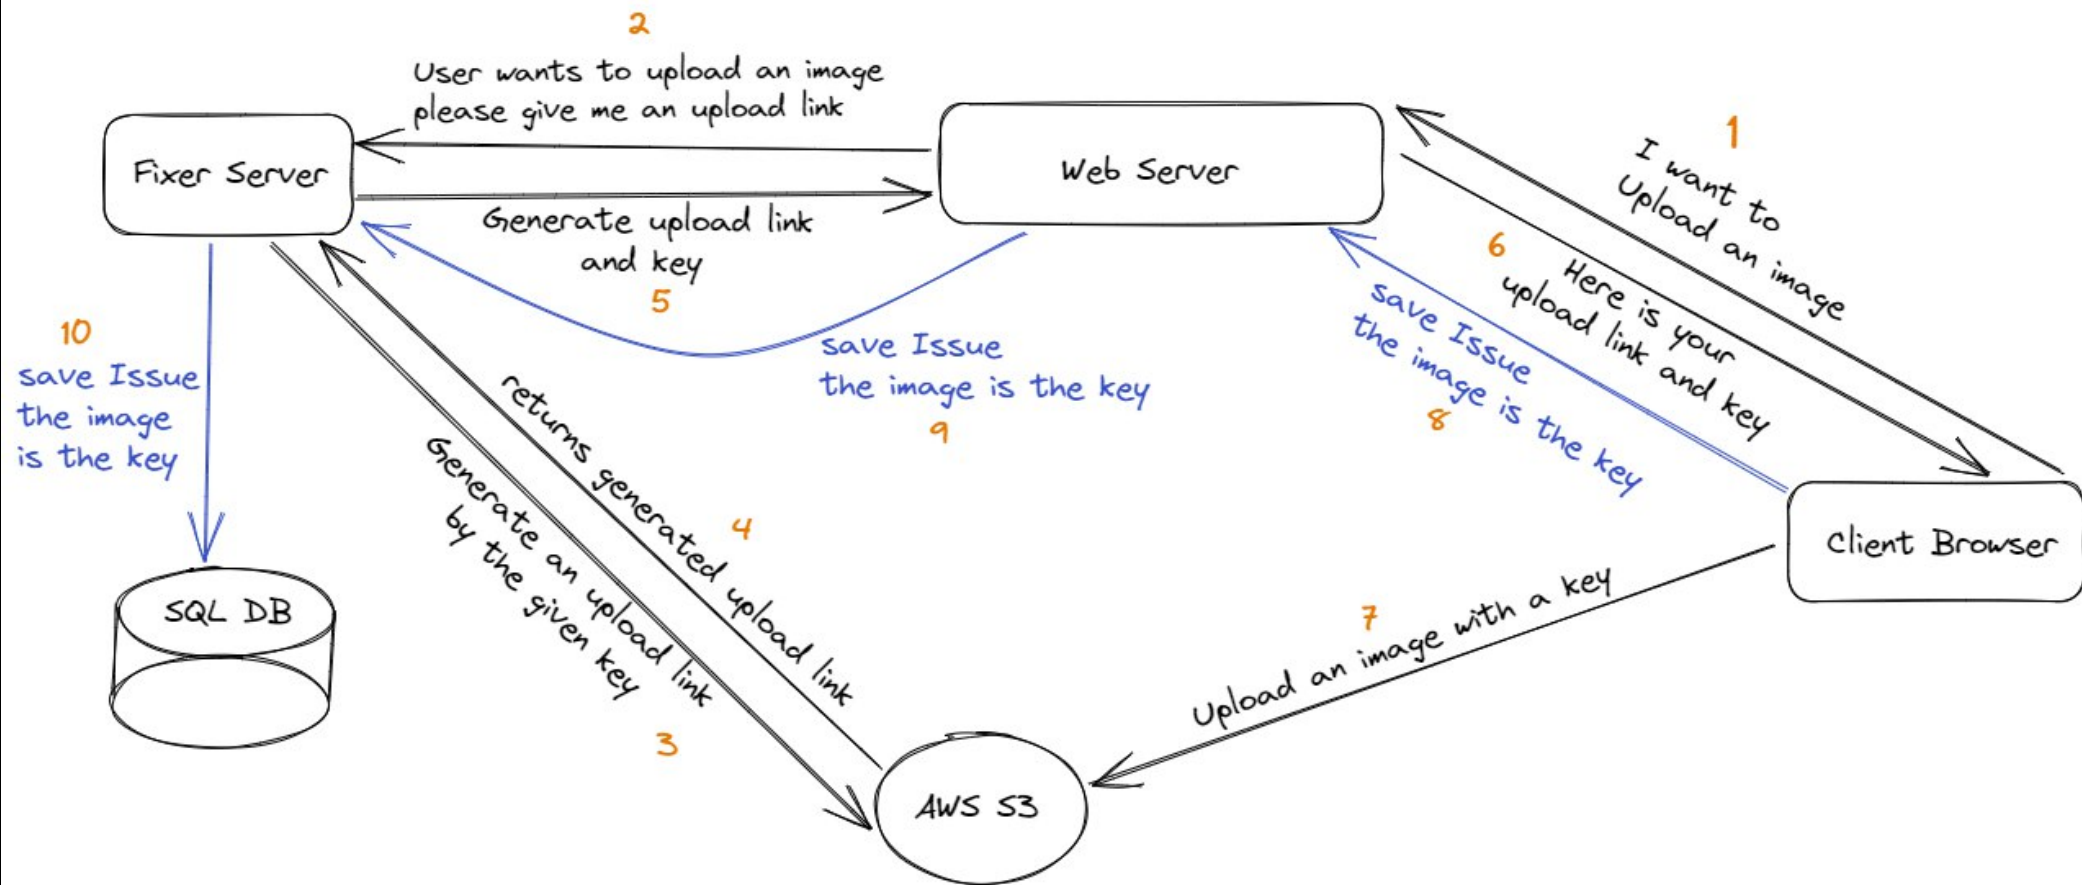 2
User wants to upload an image
please give me an upload link
Fixer Server
Web Server
1
I want to
Upload an image
Generate upload link
and key
5
6
Here is your
upload link and key
save Issue
the image is the key
8
save Issue
the image is the key
9
10
save Issue
the image
is the key
returns generated upload link
4
Generate an upload link
by the given key
3
Client Browser
7
Upload an image with a key
SQL DB
AWS S3